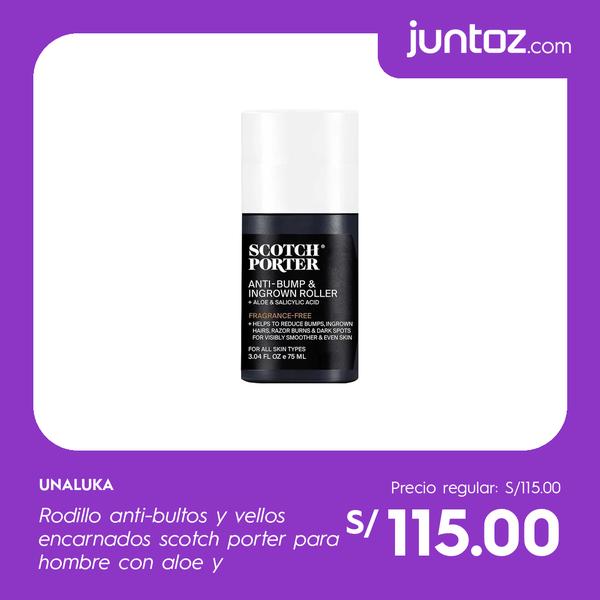 juntoz.com
SCOTCH®
PORTER
ANTI-BUMP &
INGROWN ROLLER
+ ALOE & SALICYLIC ACID
FRAGRANCE-FREE
+ HELPS TO REDUCE BUMPS, INGROWN
HAIRS, RAZOR BURNS & DARK SPOTS
FOR VISIBLY SMOOTHER & EVEN SKIN
FOR ALL SKIN TYPES
3.04 FL OZ e 75 ML
UNALUKA
Rodillo anti-bultos y vellos
encarnados scotch porter para
hombre con aloe y
Precio regular: S/115.00
S/ 115.00